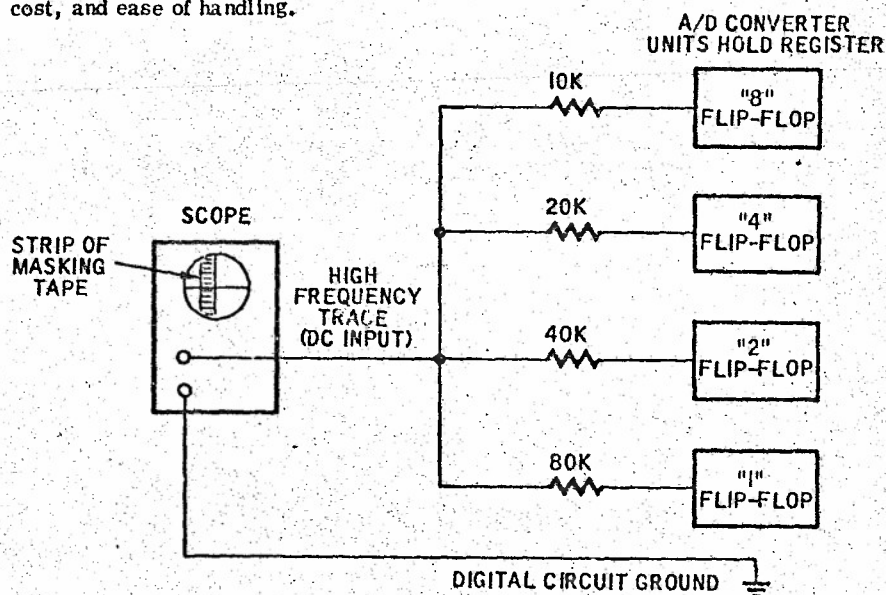 cost, and ease of handling.
A/D CONVERTER
UNITS HOLD REGISTER
10K
"8"
FLIP-FLOP
20K
"4"
FLIP-FLOP
SCOPE
STRIP OF
MASKING
TAPE
HIGH
FREQUENCY
TRACE
(DC INPUT)
40K
"2"
FLIP-FLOP
80K
"1"
FLIP-FLOP
DIGITAL CIRCUIT GROUND